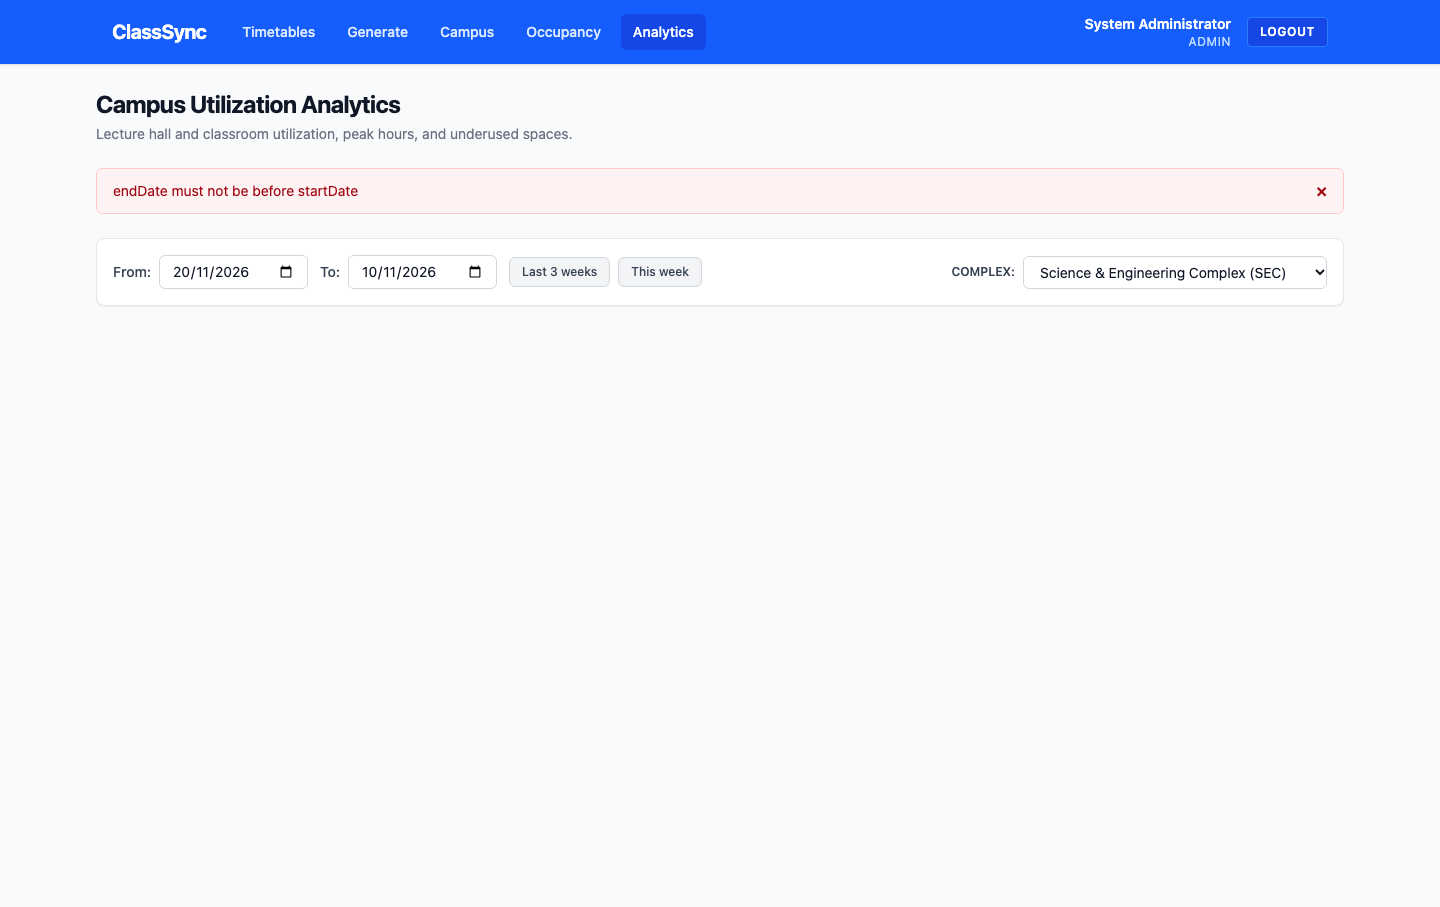 ClassSync Timetables Generate Campus Occupancy Analytics System Administrator LOGOUT
ADMIN
Campus Utilization Analytics
Lecture hall and classroom utilization, peak hours, and underused spaces.
endDate must not be before startDate ×
From: 20/11/2026 To: 10/11/2026 Last 3 weeks This week COMPLEX: Science & Engineering Complex (SEC)